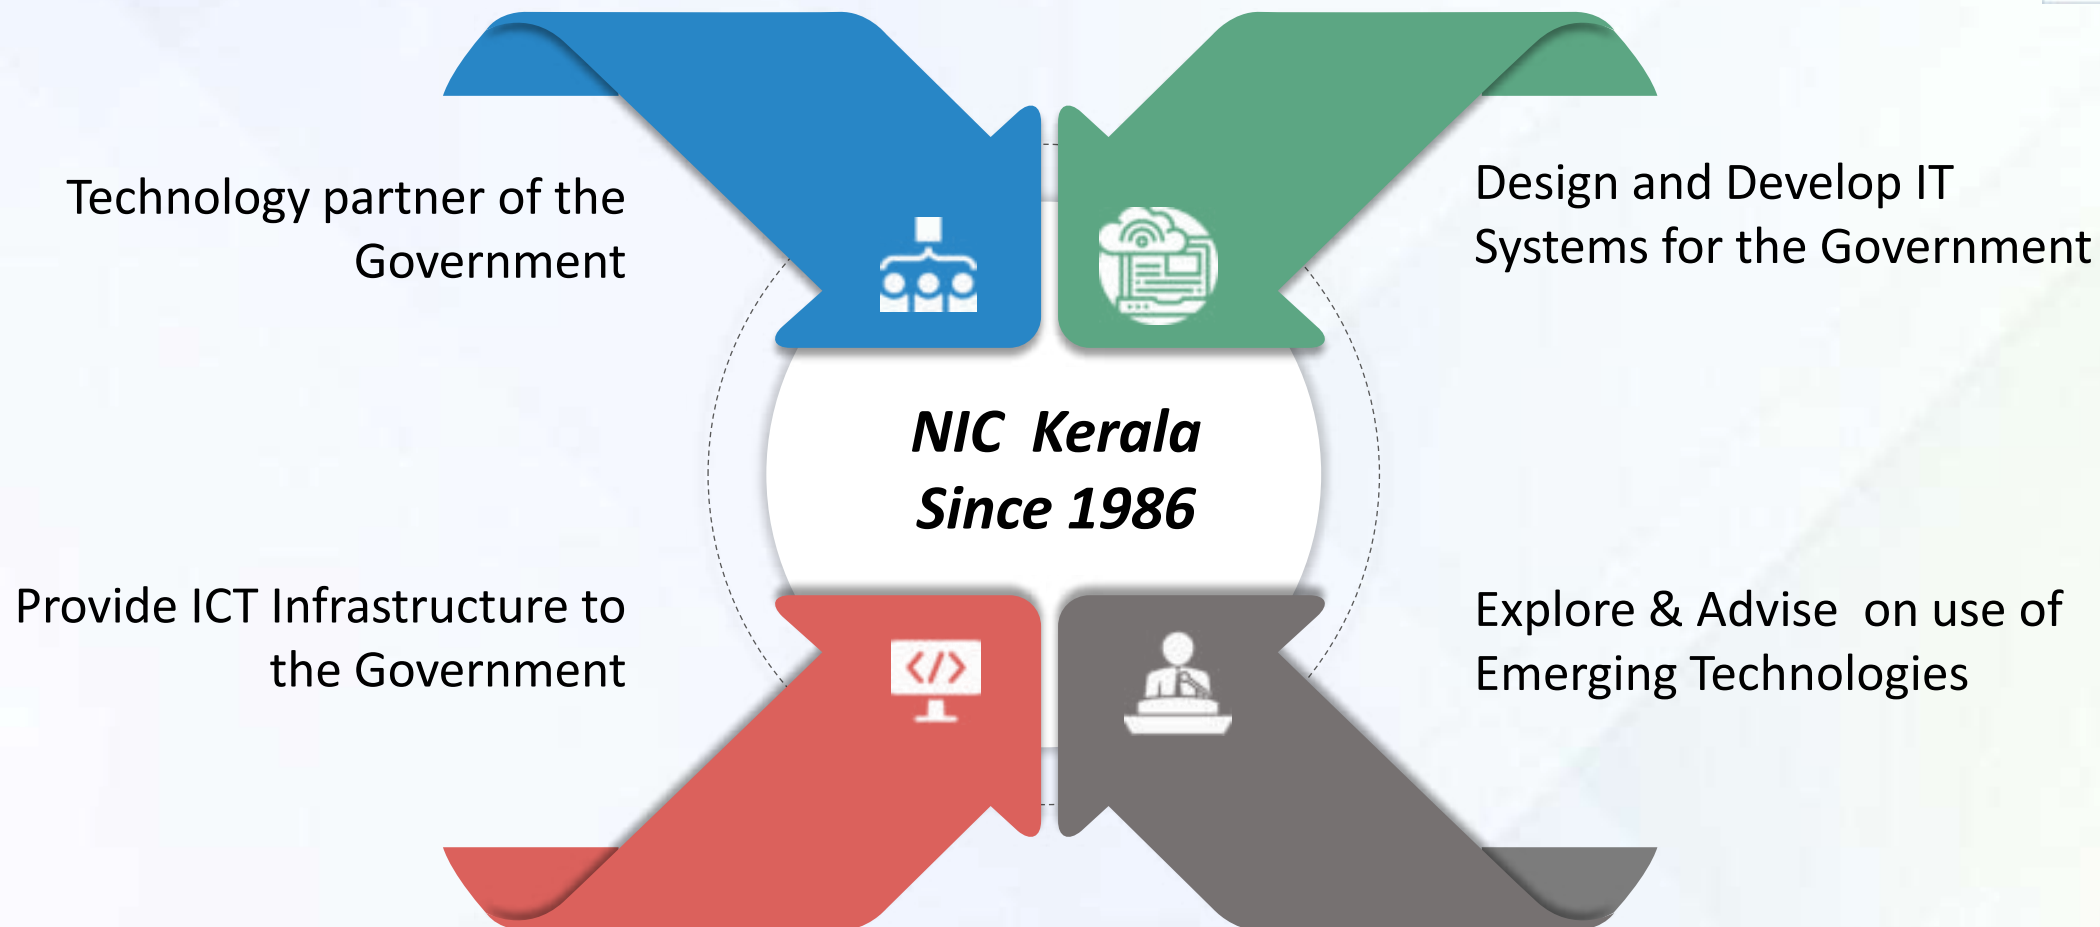 Technology partner of the
Government
Design and Develop IT
Systems for the Government
NIC  Kerala
Since 1986
Provide ICT Infrastructure to
the Government
Explore & Advise  on use of
Emerging Technologies